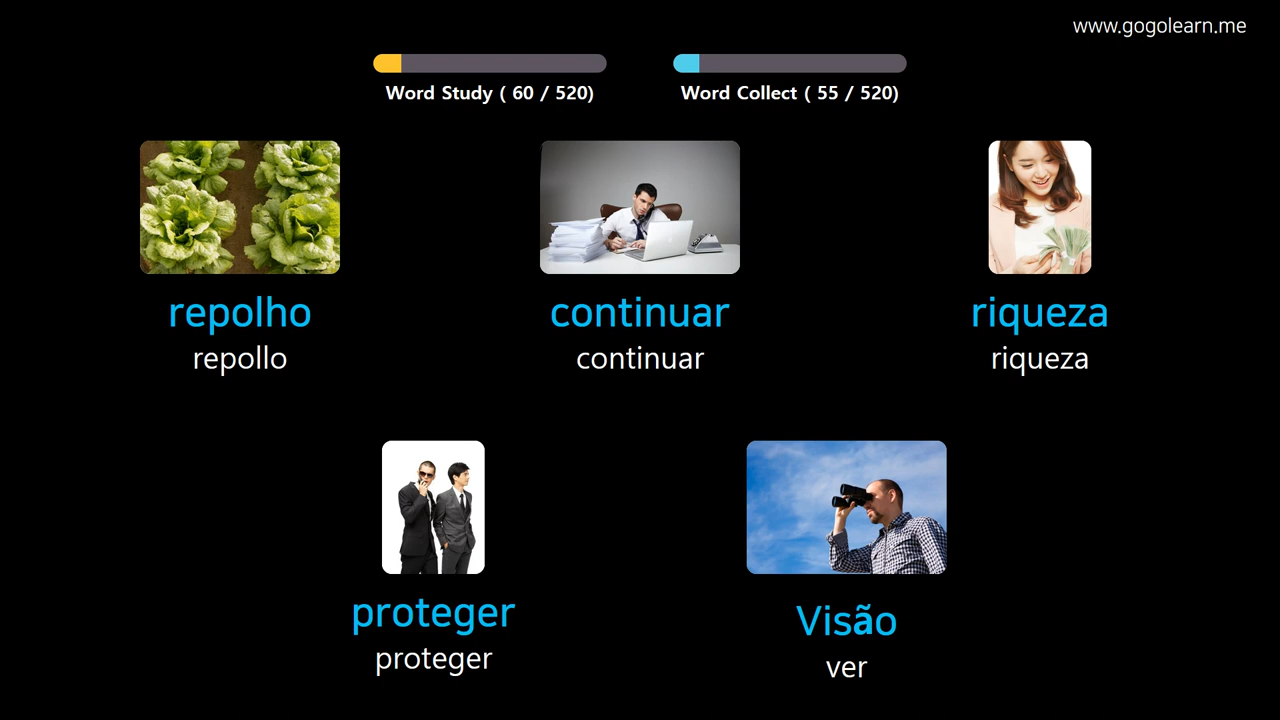 www.gogolearn.me
Word Study ( 60 / 520)
Word Collect ( 55 / 520)
repolho
repollo
continuar
continuar
riqueza
riqueza
proteger
proteger
Visão
ver